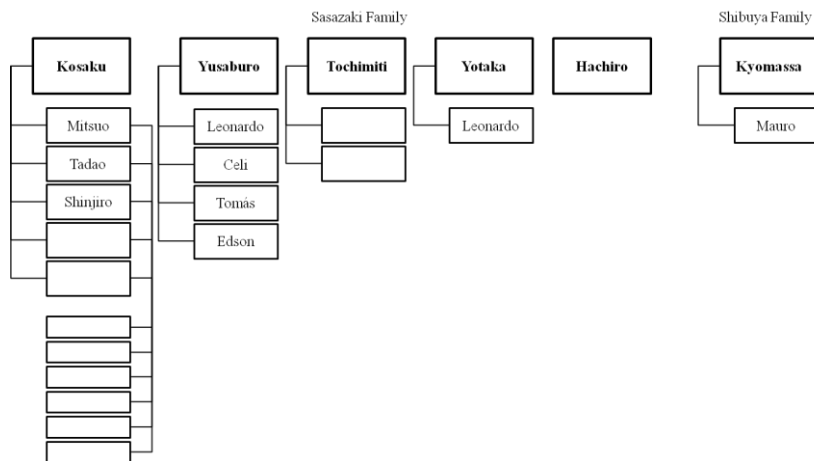 Sasazaki Family
Shibuya Family
Kosaku
Yusaburo
Tochimiti
Yotaka
Hachiro
Kyomassa
Mitsuo
Leonardo
Leonardo
Mauro
Tadao
Celi
Shinjiro
Tomás
Edson